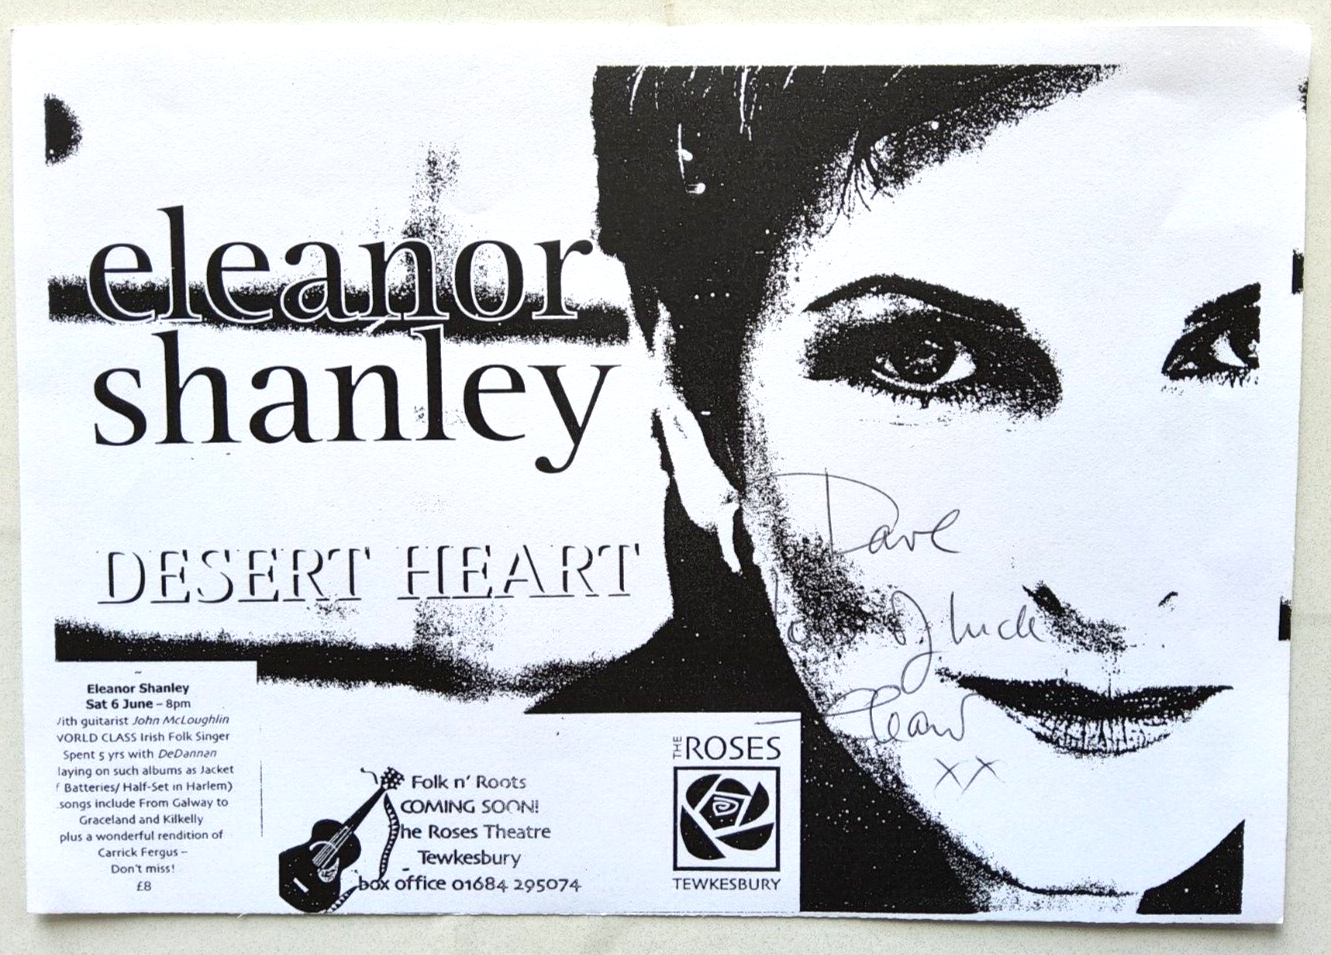 eleanor
shanley
DESERT HEART
Eleanor Shanley
Sat 6 June – 8pm
ith guitarist John McLoughlin
VORLD CLASS Irish Folk Singer
Spent 5 yrs with DeDannan
laying on such albums as Jacket
f Batteries/ Half-Set in Harlem)
songs include From Galway to
Graceland and Kilkelly
plus a wonderful rendition of
Carrick Fergus –
Don't miss!
£8
Folk n' Roots
COMING SOON!
he Roses Theatre
Tewkesbury
box office 01684 295074
THE ROSES
TEWKESBURY
Dave
of luck
xx